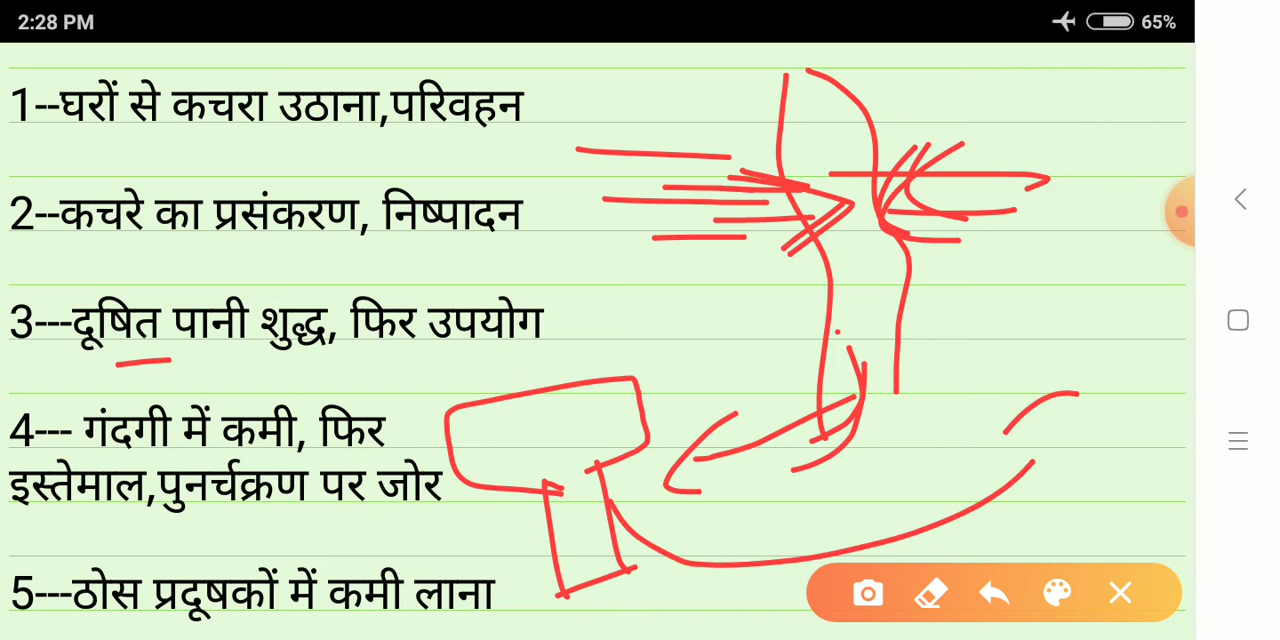 2:28 PM
65%
1--घरों से कचरा उठाना,परिवहन
2--कचरे का प्रसंकरण, निष्पादन
3---दूषित पानी शुद्ध, फिर उपयोग
4--- गंदगी में कमी, फिर
इस्तेमाल,पुनर्चक्रण पर जोर
5---ठोस प्रदूषकों में कमी लाना